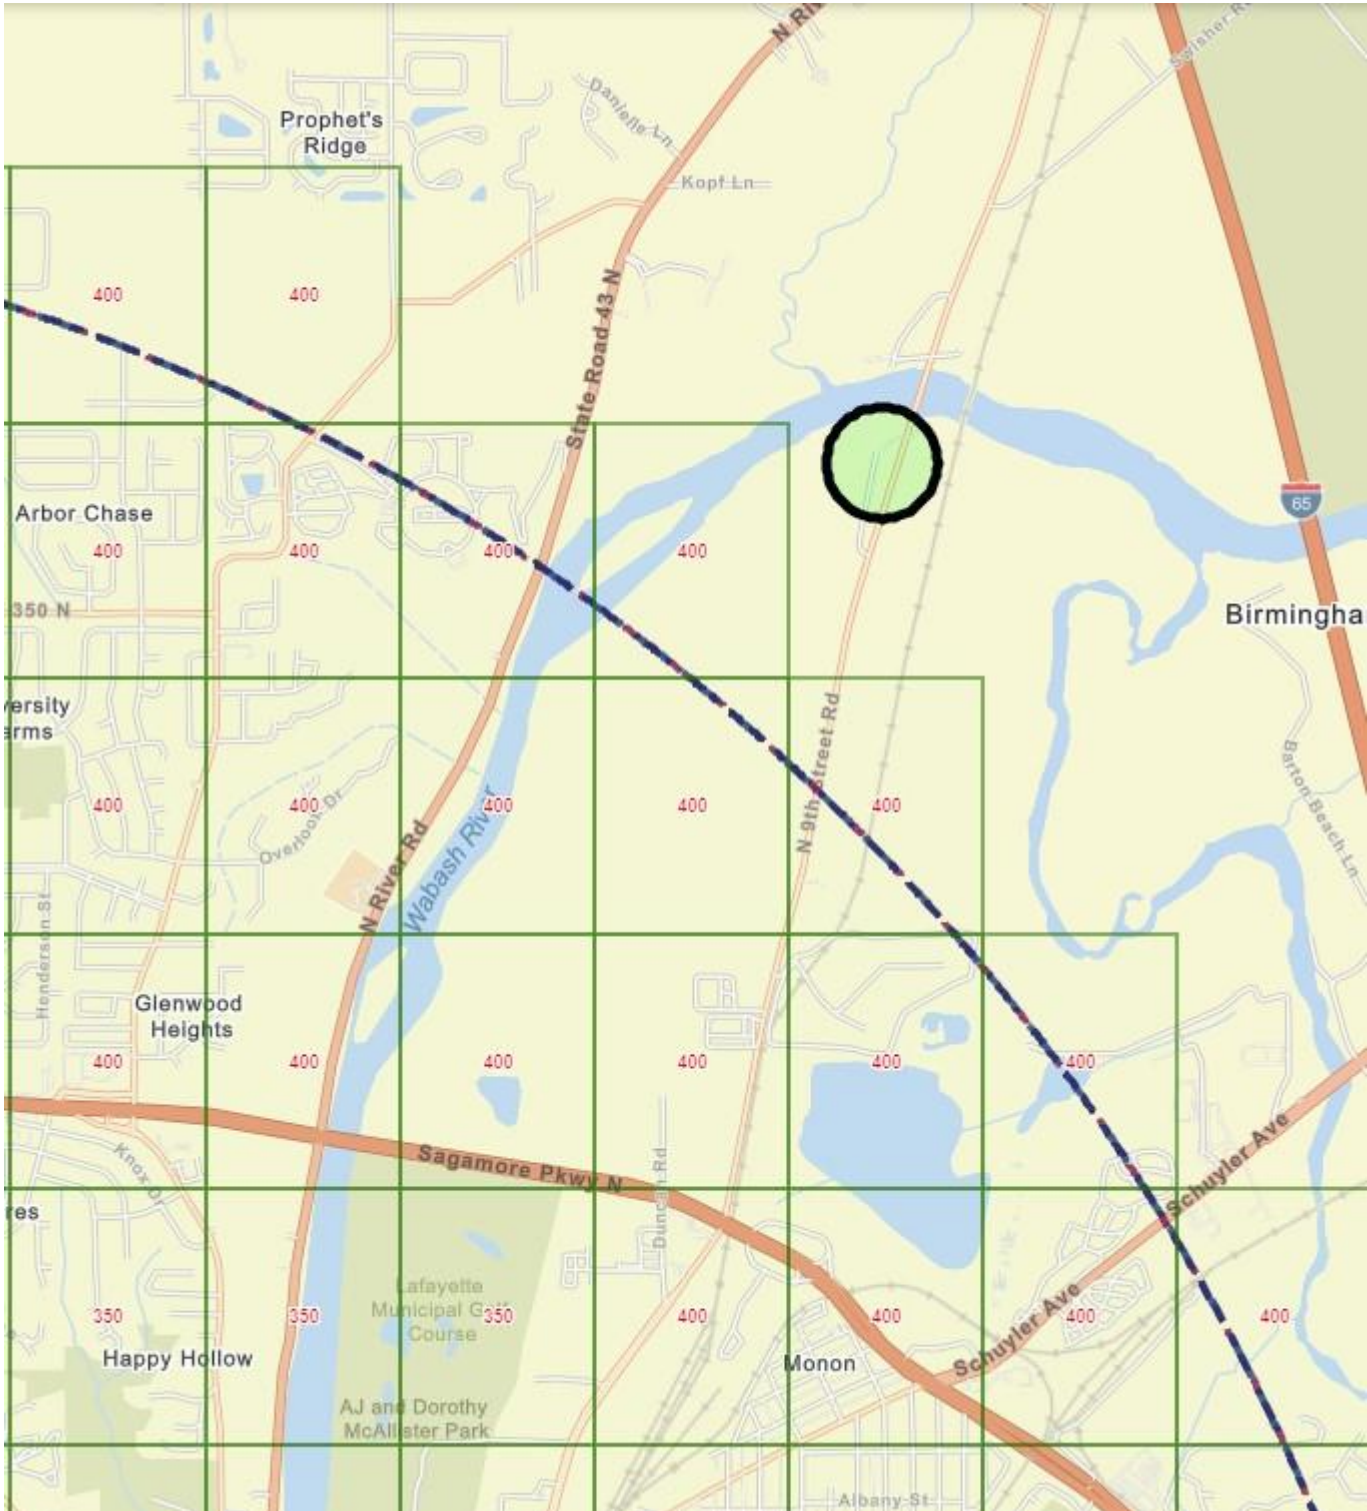 N Riv
Sylsher R
Danielle Ln
Prophet's
Ridge
Kopf Ln
400
400
State Road 43 N
65
Arbor Chase
400
400
400
400
350 N
Birmingha
versity
arms
N 9th Street Rd
Barton Beach Ln
400
400
400
400
400
Overlook Dr
N River Rd
Wabash River
Henderson St
Glenwood
Heights
400
400
400
400
400
400
Knox Dr
Sagamore Pkwy N
Duncan Rd
Schuyler Ave
res
Lafayette
Municipal Golf
Course
350
350
350
400
400
400
400
Happy Hollow
Monon
Schuyler Ave
AJ and Dorothy
McAllister Park
Albany St